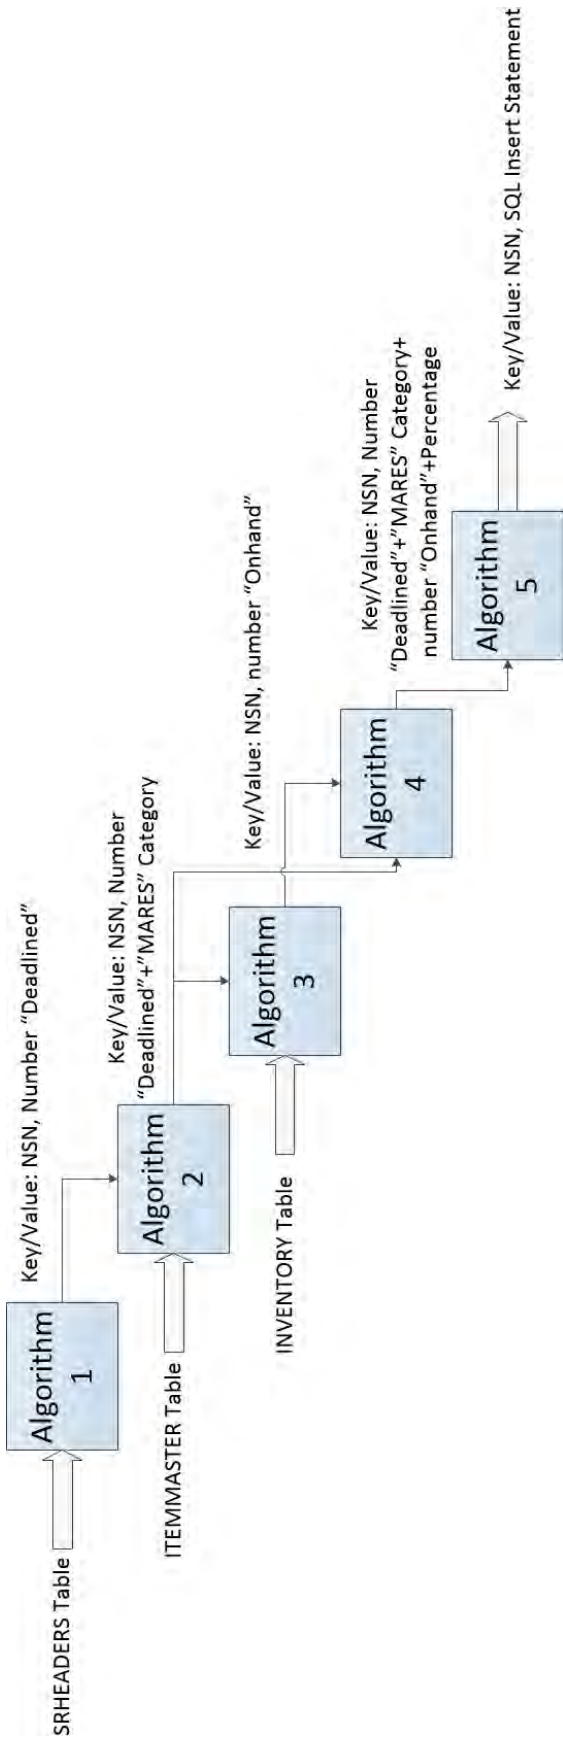 SRHEADERS Table
Algorithm
1
Key/Value: NSN, Number “Deadlined”
ITEMMASTER Table
Algorithm
2
Key/Value: NSN, Number
“Deadlined”+”MARES” Category
INVENTORY Table
Algorithm
3
Key/Value: NSN, number “Onhand”
Algorithm
4
Key/Value: NSN, Number
“Deadlined”+”MARES” Category+
number “Onhand”+Percentage
Algorithm
5
Key/Value: NSN, SQL Insert Statement